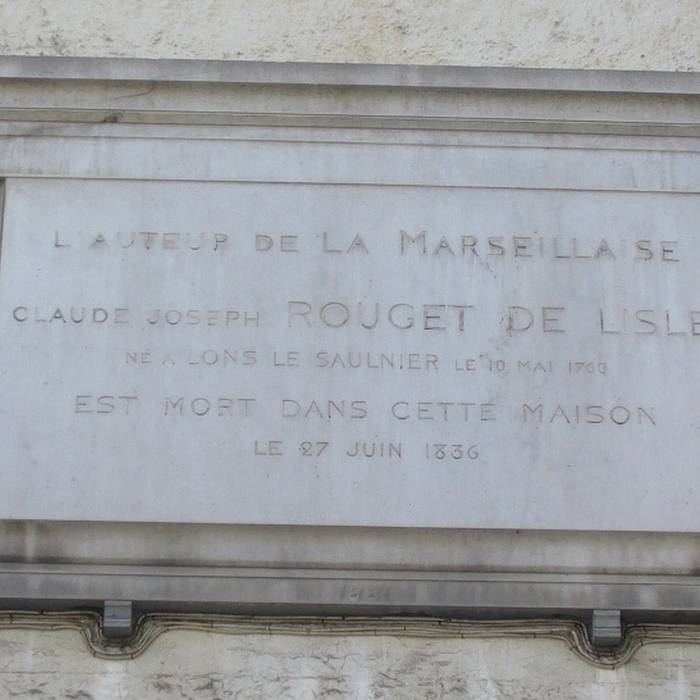 L'AUTEUR DE LA MARSEILLAISE
CLAUDE JOSEPH ROUGET DE LISLE
NÉ A LONS LE SAULNIER LE 10 MAI 1760
EST MORT DANS CETTE MAISON
LE 27 JUIN 1836